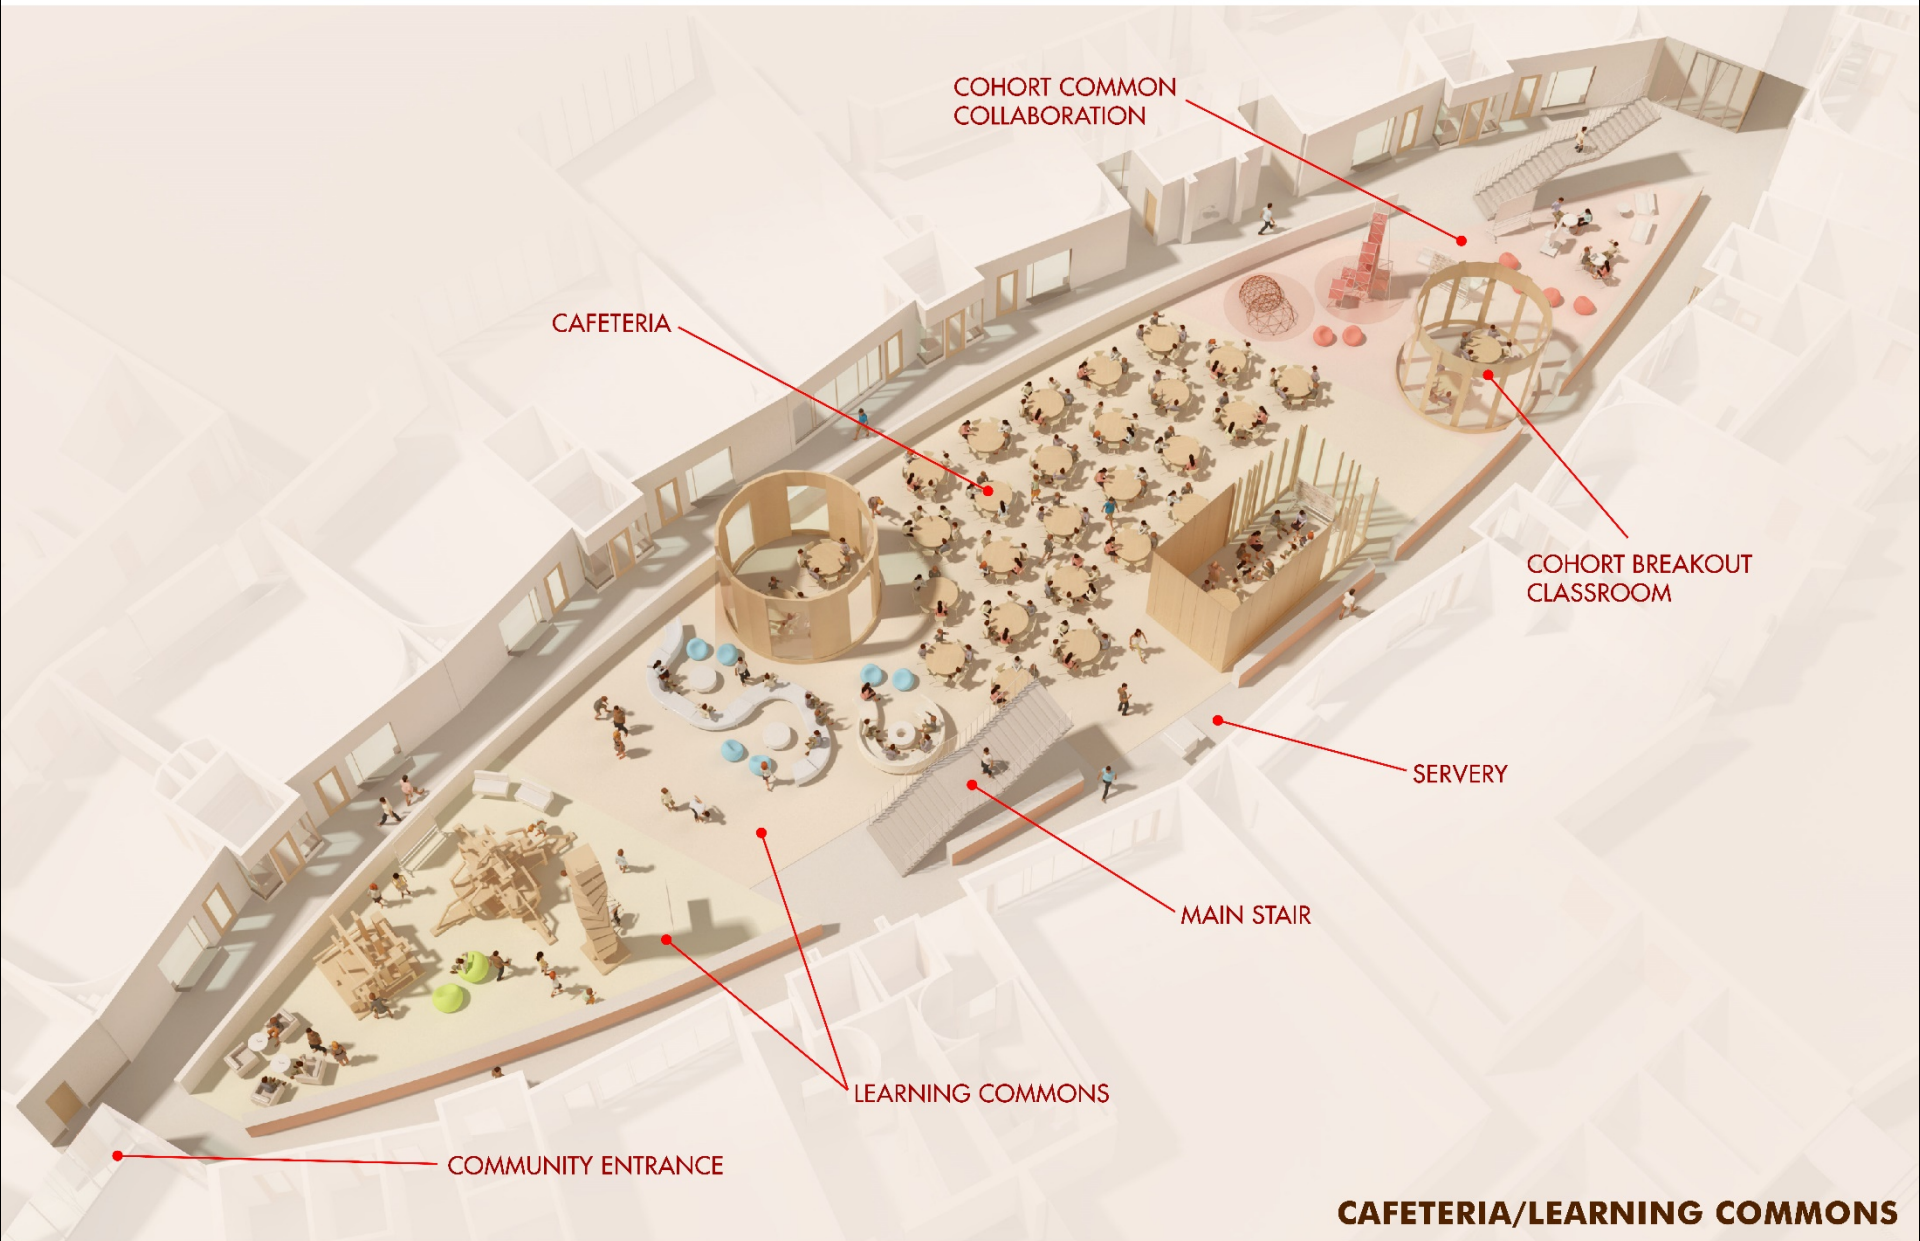 COHORT COMMON
COLLABORATION
CAFETERIA
COHORT BREAKOUT
CLASSROOM
SERVERY
MAIN STAIR
LEARNING COMMONS
COMMUNITY ENTRANCE
CAFETERIA/LEARNING COMMONS